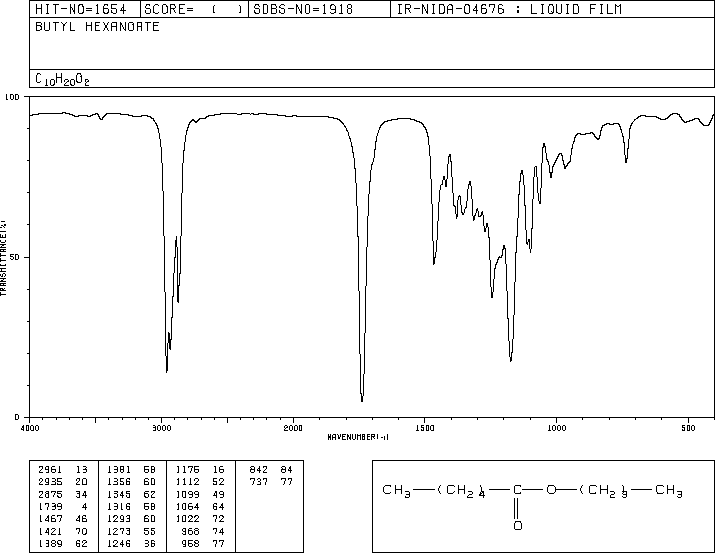 HIT-NO=1654 SCORE= ( ) SDBS-NO=1918 IR-NIDA-04676 : LIQUID FILM
BUTYL HEXANOATE
C10H20O2
100
50
0
TRANSMITTANCE(%)
4000 3000 2000 1500 1000 500
WAVENUMBER(-1)
2961 13 1381 58 1175 16 842 84
2935 20 1356 60 1112 52 737 77
2875 34 1345 62 1099 49
1739 4 1316 58 1064 64
1467 46 1293 60 1022 72
1421 70 1273 55 968 74
1389 62 1246 36 958 77
CH3 (CH2)4 C O (CH2)3 CH3
O